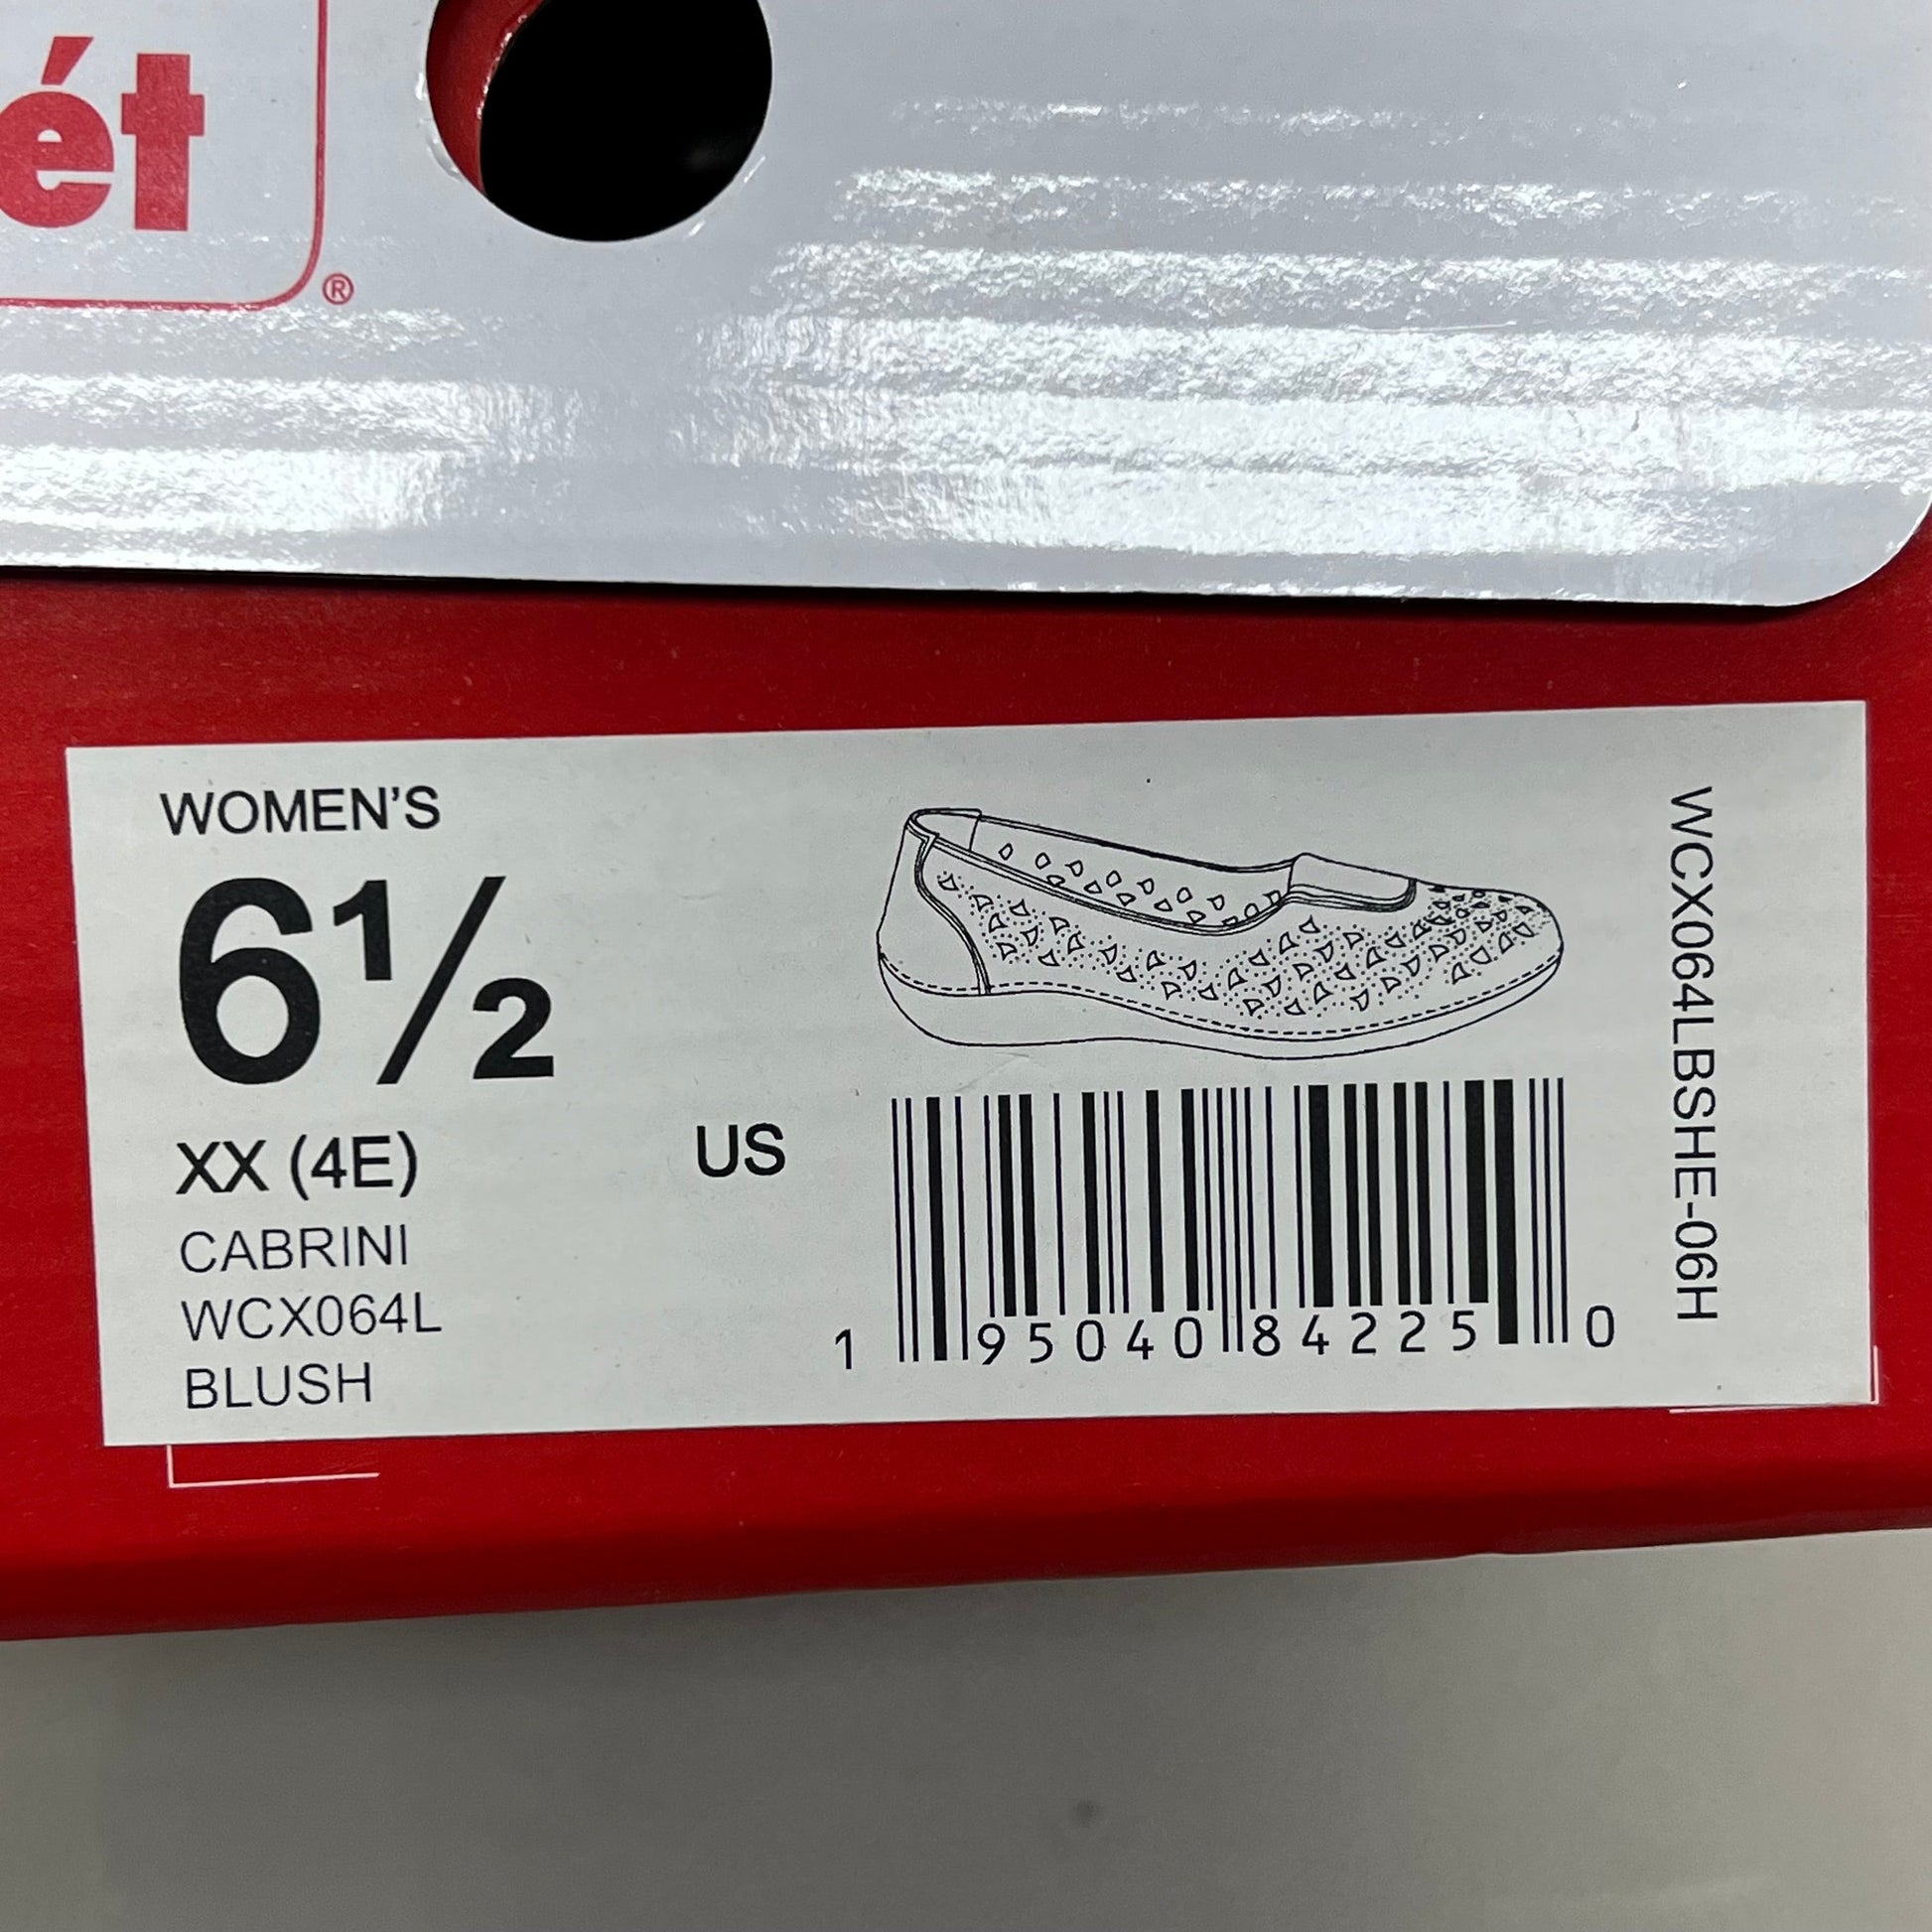 ét
®
WOMEN'S
6½
XX (4E)
US
CABRINI
WCX064L
BLUSH
1 95040 84225 0
WCX064LBSHE-06H